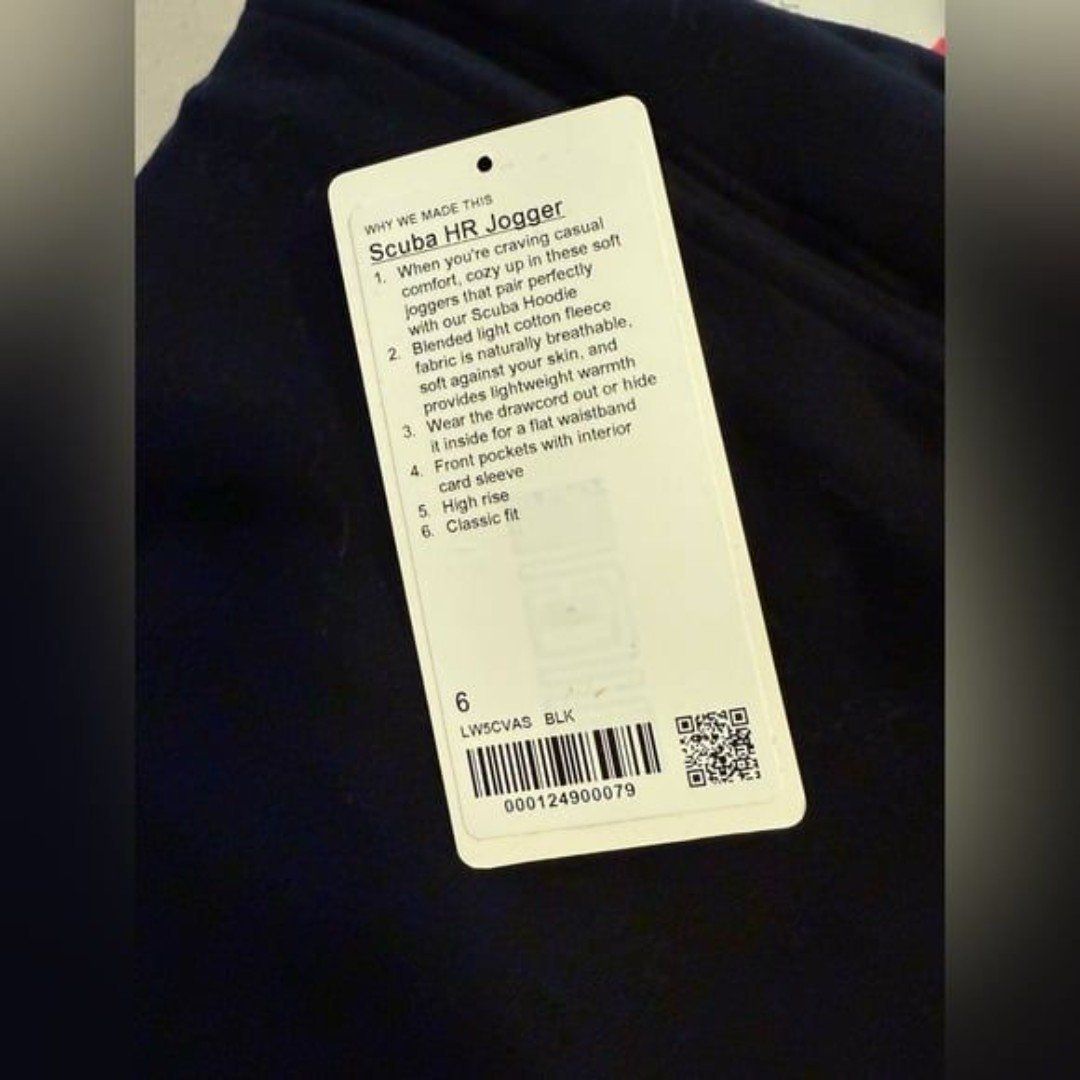 WHY WE MADE THIS
Scuba HR Jogger
1. When you're craving casual
comfort, cozy up in these soft
joggers that pair perfectly
with our Scuba Hoodie
2. Blended light cotton fleece
fabric is naturally breathable,
soft against your skin, and
provides lightweight warmth
3. Wear the drawcord out or hide
it inside for a flat waistband
4. Front pockets with interior
card sleeve
5. High rise
6. Classic fit
6
LW5CVAS BLK
000124900079